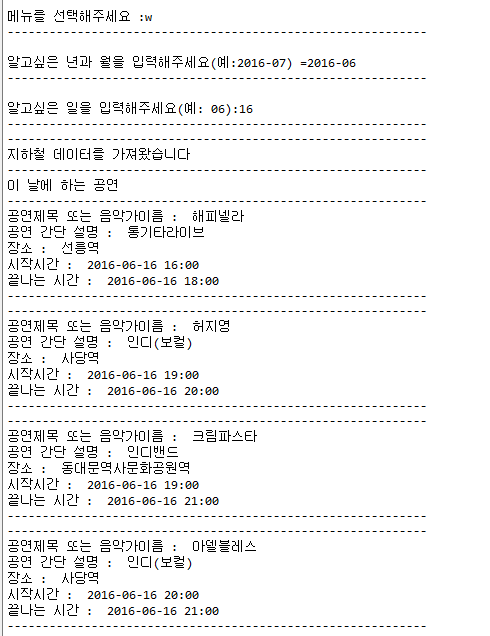 메뉴을 선택해주세요 :w
------------------------------------------------------------
알고싶은 년과 월을 입력해주세요(예:2016-07) =2016-06
------------------------------------------------------------
알고싶은 일을 입력해주세요(예: 06):16
------------------------------------------------------------
------------------------------------------------------------
지하철 데이터를 가져왔습니다
------------------------------------------------------------
이 날에 하는 공연
------------------------------------------------------------
공연제목 또는 음악가이름 :  해피넬라
공연 간단 설명 :  통기타라이브
장소 :  선릉역
시작시간 :  2016-06-16 16:00
끝나는 시간 :  2016-06-16 18:00
------------------------------------------------------------
------------------------------------------------------------
공연제목 또는 음악가이름 :  허지영
공연 간단 설명 :  인디(보컬)
장소 :  사당역
시작시간 :  2016-06-16 19:00
끝나는 시간 :  2016-06-16 20:00
------------------------------------------------------------
------------------------------------------------------------
공연제목 또는 음악가이름 :  크림파스타
공연 간단 설명 :  인디밴드
장소 :  동대문역사문화공원역
시작시간 :  2016-06-16 19:00
끝나는 시간 :  2016-06-16 21:00
------------------------------------------------------------
------------------------------------------------------------
공연제목 또는 음악가이름 :  아델블레스
공연 간단 설명 :  인디(보컬)
장소 :  사당역
시작시간 :  2016-06-16 20:00
끝나는 시간 :  2016-06-16 21:00
------------------------------------------------------------